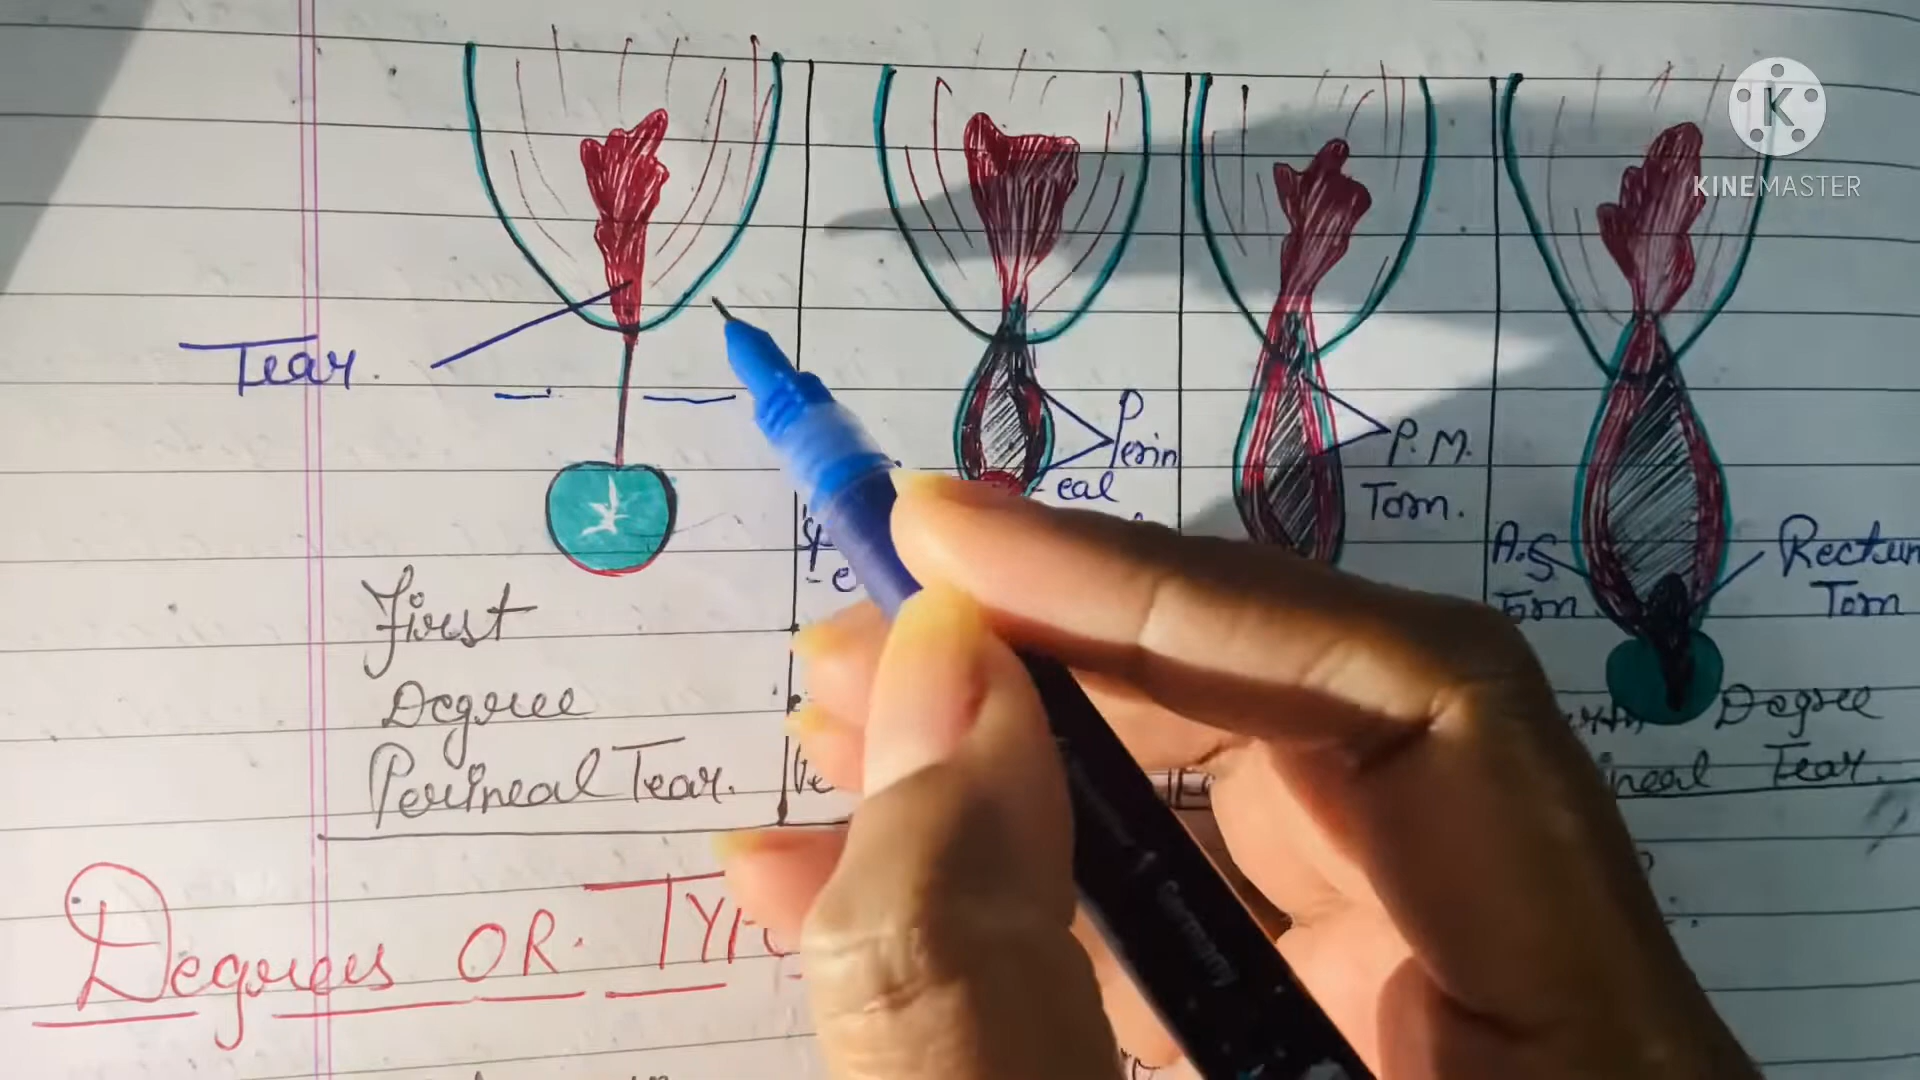 K
KINEMASTER
Tear.
Perin
-eal
P.M.
Torn.
A.S
Torn
Rectum
Torn
First
Degree
Perineal Tear.
Degree
Tear.
Degrees OR.